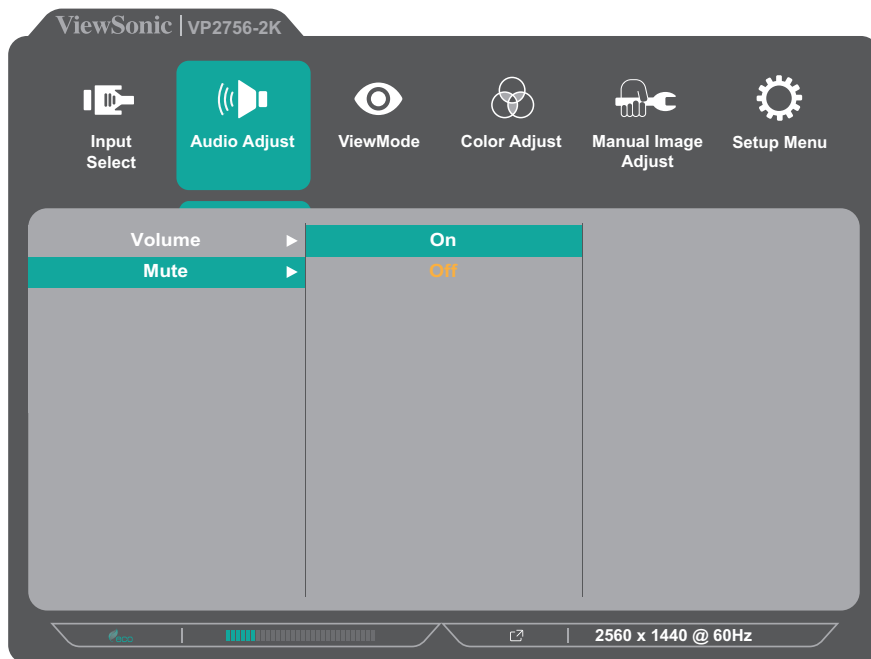 ViewSonic | VP2756-2K
Input Select
Audio Adjust
ViewMode
Color Adjust
Manual Image Adjust
Setup Menu
Volume
On
Mute
Off
eco
2560 x 1440 @ 60Hz